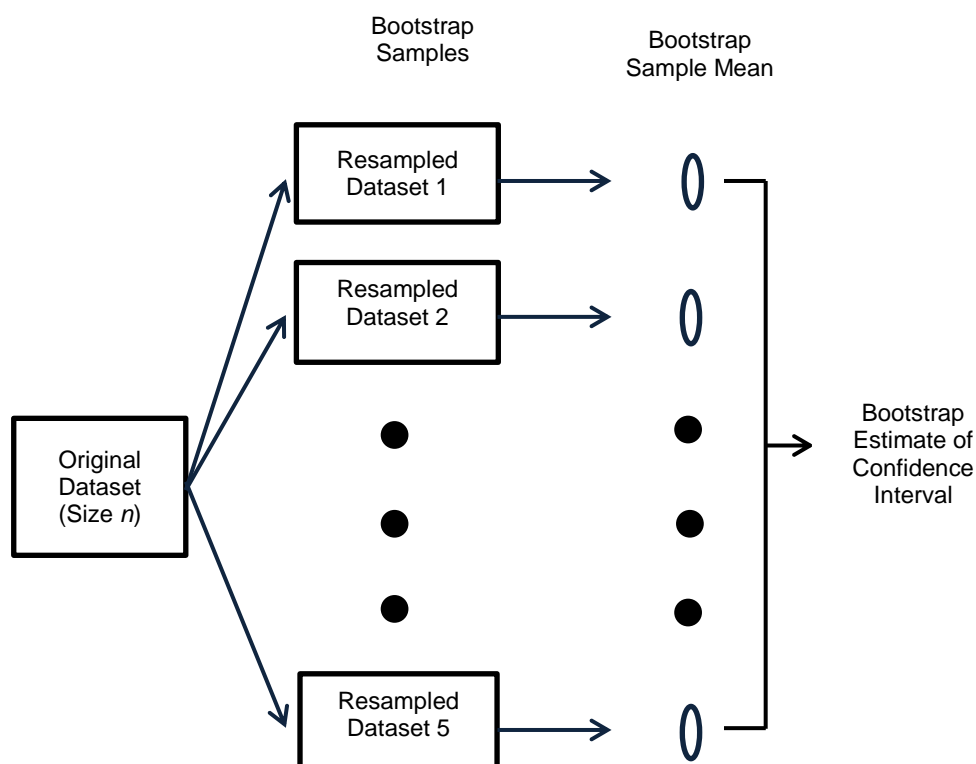 Bootstrap
Samples
Bootstrap
Sample Mean
Resampled
Dataset 1
Resampled
Dataset 2
Original
Dataset
(Size n)
Bootstrap
Estimate of
Confidence
Interval
Resampled
Dataset 5